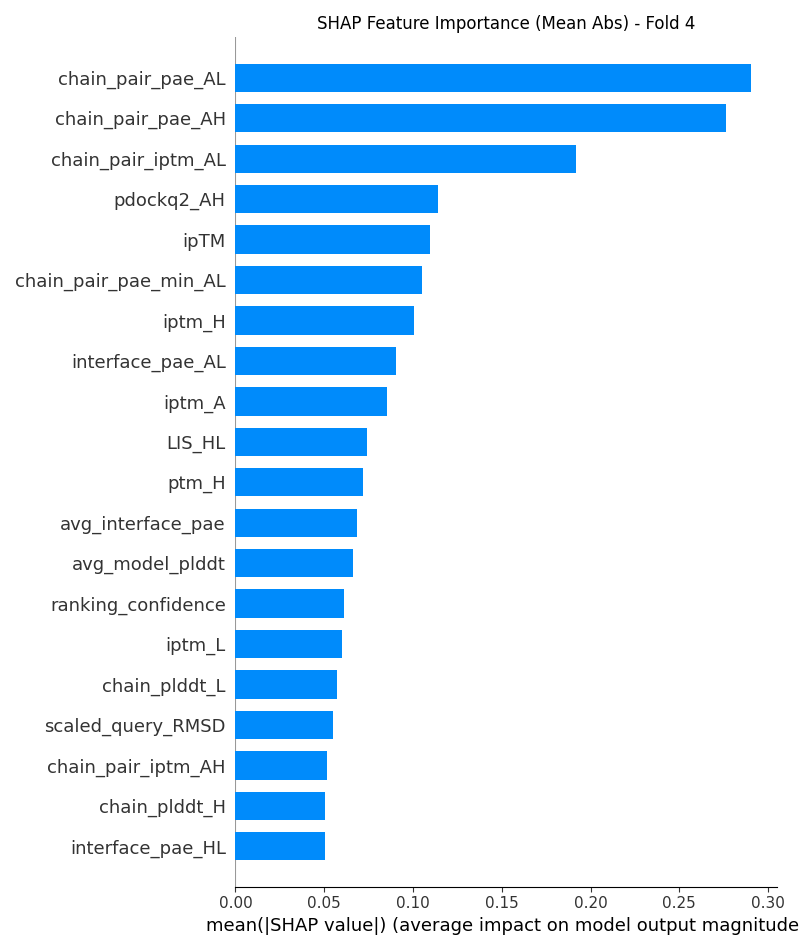 SHAP Feature Importance (Mean Abs) - Fold 4
chain_pair_pae_AL
chain_pair_pae_AH
chain_pair_iptm_AL
pdockq2_AH
ipTM
chain_pair_pae_min_AL
iptm_H
interface_pae_AL
iptm_A
LIS_HL
ptm_H
avg_interface_pae
avg_model_plddt
ranking_confidence
iptm_L
chain_plddt_L
scaled_query_RMSD
chain_pair_iptm_AH
chain_plddt_H
interface_pae_HL
0.00 0.05 0.10 0.15 0.20 0.25 0.30
mean(|SHAP value|) (average impact on model output magnitude